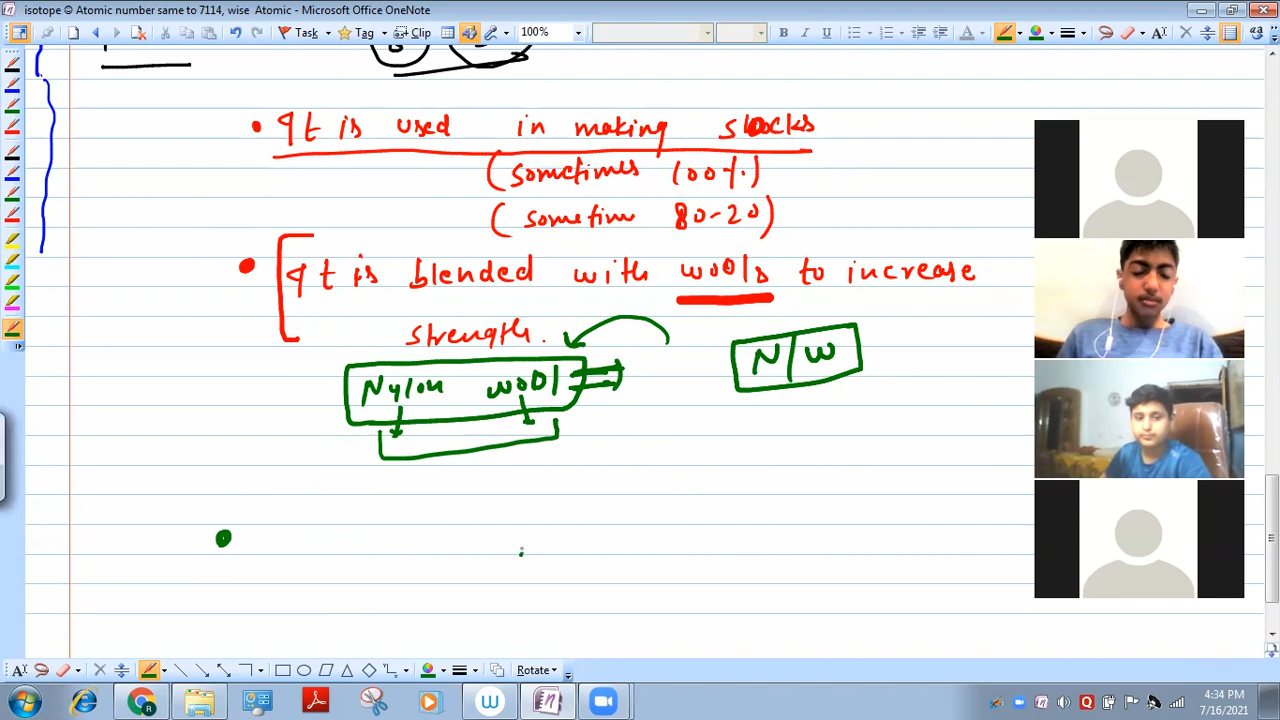 isotope © Atomic number same to 7114, wise Atomic - Microsoft Office OneNote
Task
Tag
Clip
100%
B I U
It is used in making socks
(sometimes 100%)
(sometim 80-20)
It is blended with wools to increase
strength.
Nylon wool
N W
Rotate
4:34 PM
7/16/2021